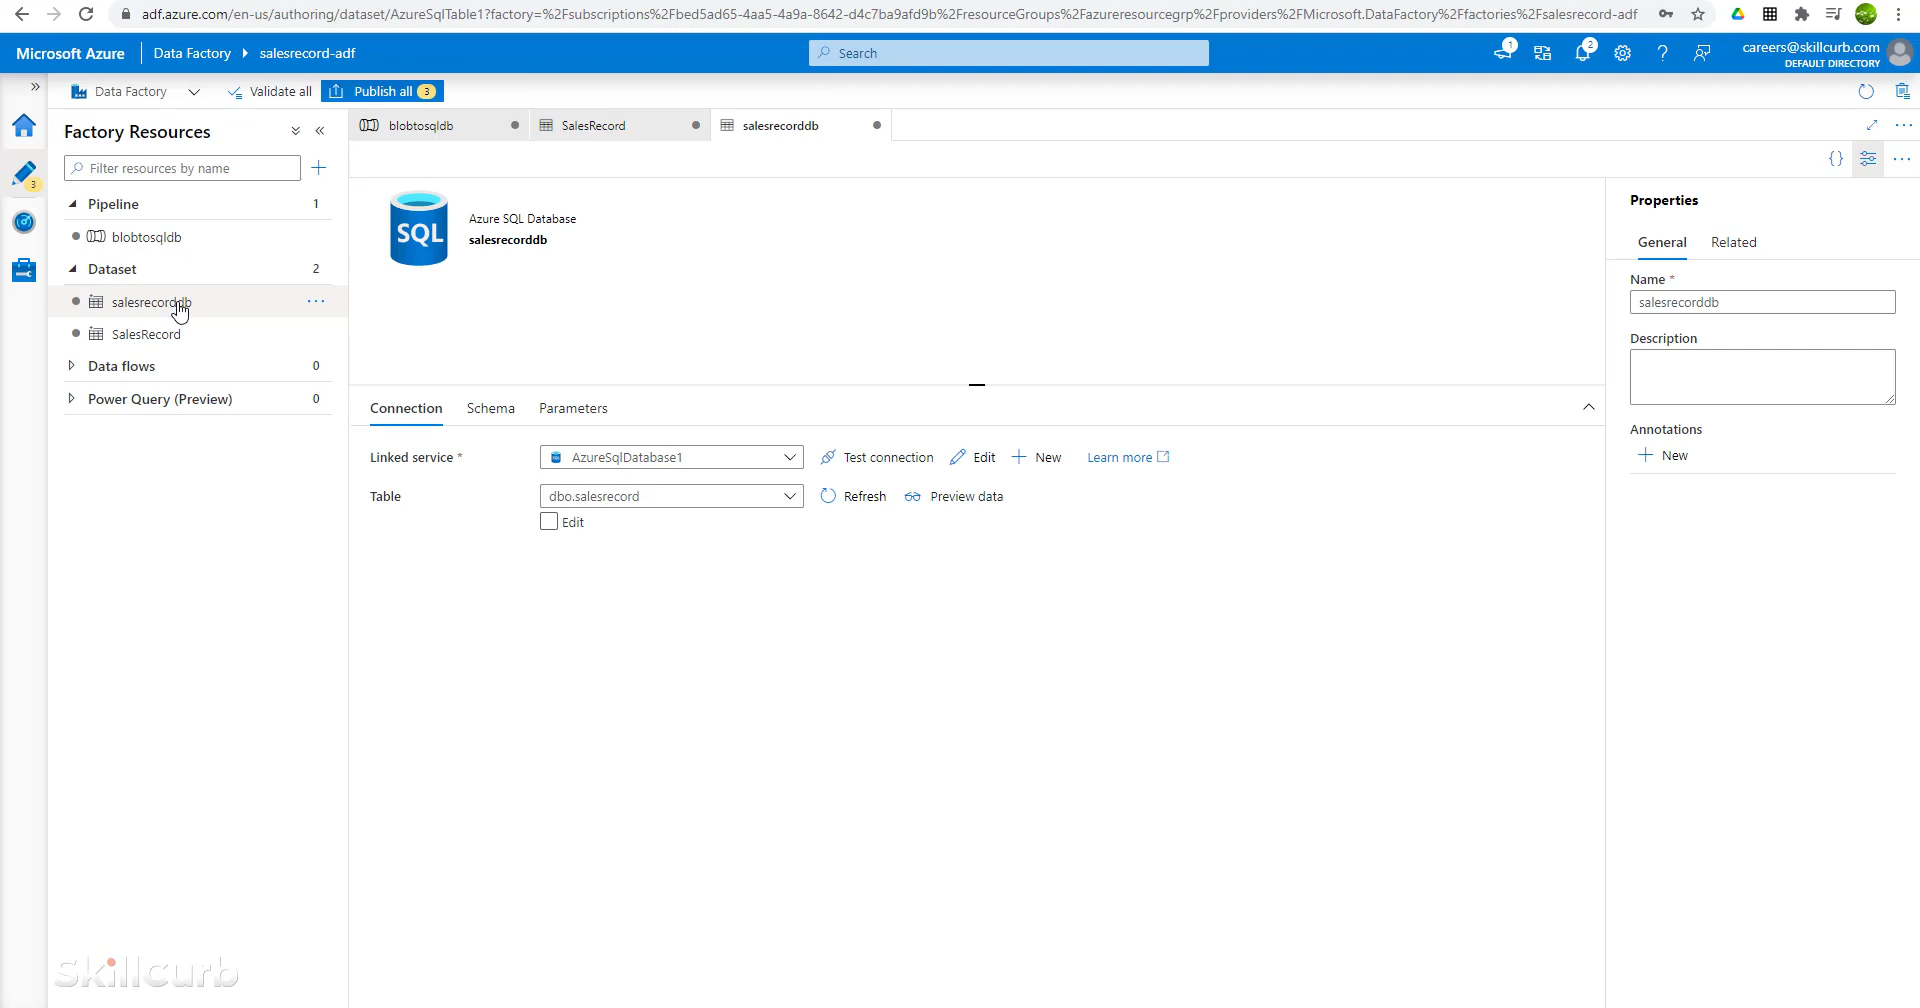 adf.azure.com/en-us/authoring/dataset/AzureSqlTable1?factory=%2Fsubscriptions%2Fbed5ad65-4aa5-4a9a-8642-d4c7ba9afd9b%2FresourceGroups%2Fazureresourcegrp%2Fproviders%2FMicrosoft.DataFactory%2Ffactories%2Fsalesrecord-adf
Microsoft Azure
Data Factory
salesrecord-adf
Search
1
2
careers@skillcurb.com
DEFAULT DIRECTORY
Data Factory
Validate all
Publish all 3
3
Factory Resources
Filter resources by name
Pipeline 1
blobtosqldb
Dataset 2
salesrecorddb
SalesRecord
Data flows 0
Power Query (Preview) 0
blobtosqldb
SalesRecord
salesrecorddb
SQL
Azure SQL Database
salesrecorddb
Connection
Schema
Parameters
Linked service *
AzureSqlDatabase1
Test connection
Edit
New
Learn more
Table
dbo.salesrecord
Refresh
Preview data
Edit
Properties
General
Related
Name *
salesrecorddb
Description
Annotations
New
Skillcurb